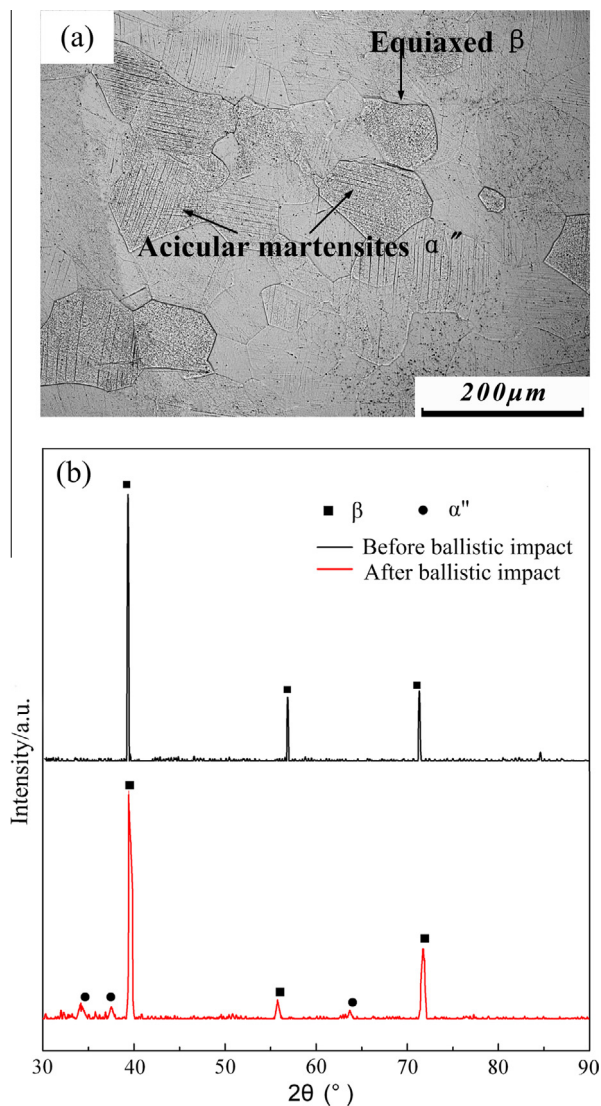 (a)
Equiaxed β
Acicular martensites α″
200μm
(b)
■ β ● α"
Before ballistic impact
After ballistic impact
Intensity/a.u.
30 40 50 60 70 80 90
2θ (°)